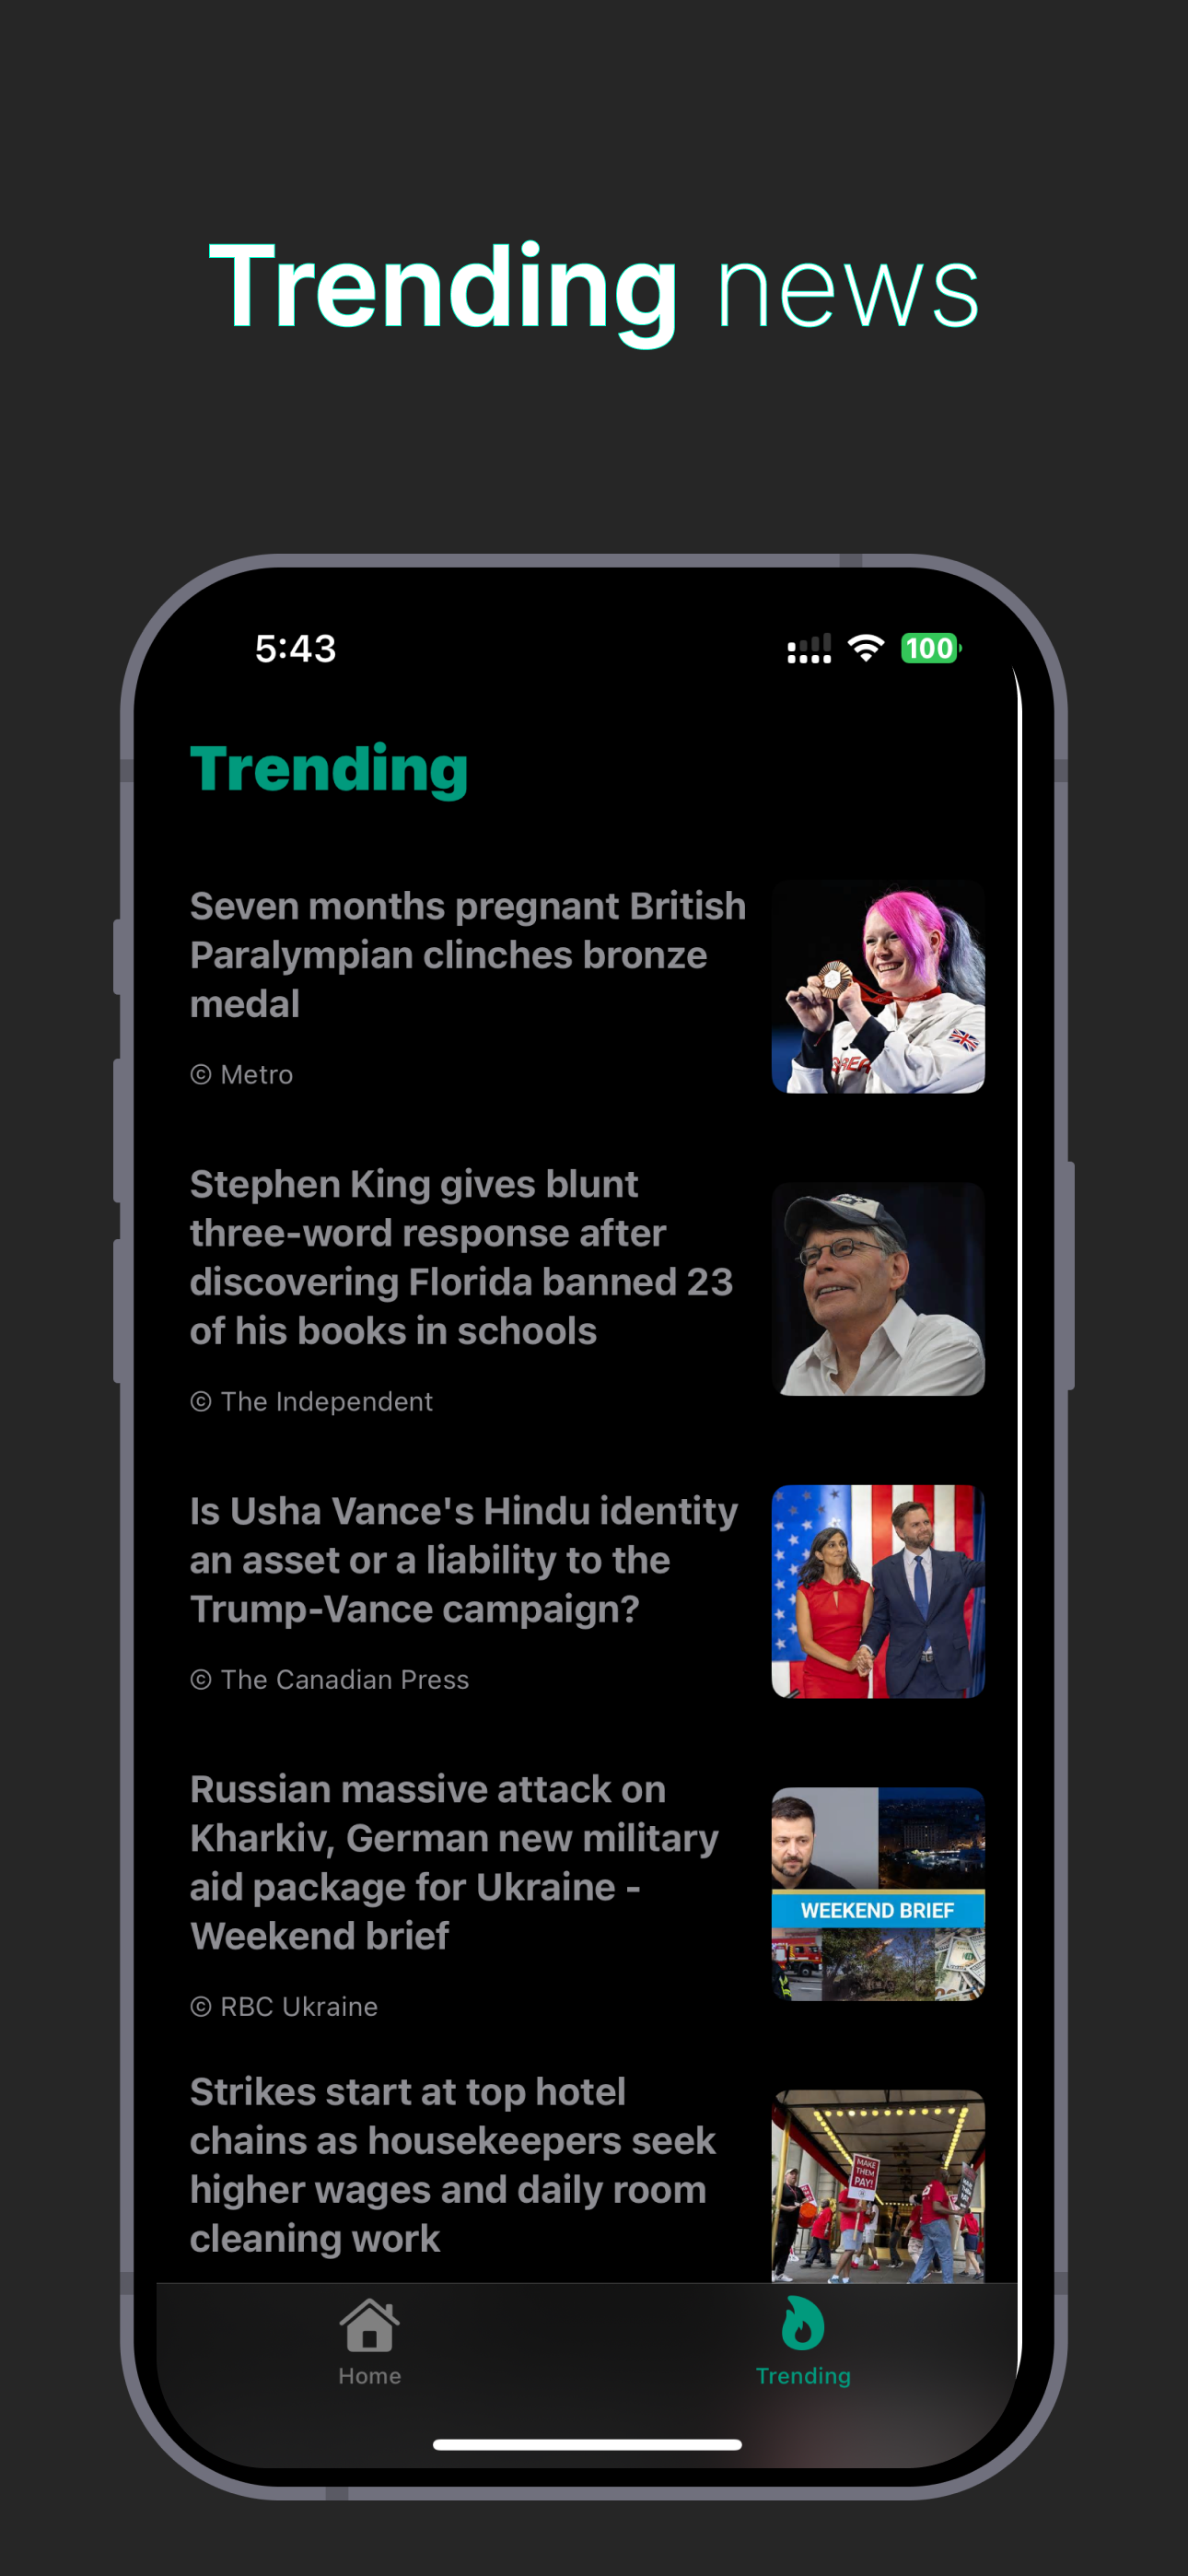 Trending news
5:43
100
Trending
Seven months pregnant British
Paralympian clinches bronze
medal
© Metro
Stephen King gives blunt
three-word response after
discovering Florida banned 23
of his books in schools
© The Independent
Is Usha Vance's Hindu identity
an asset or a liability to the
Trump-Vance campaign?
© The Canadian Press
Russian massive attack on
Kharkiv, German new military
aid package for Ukraine -
Weekend brief
© RBC Ukraine
WEEKEND BRIEF
Strikes start at top hotel
chains as housekeepers seek
higher wages and daily room
cleaning work
MAKE
THEM
PAY!
Home
Trending